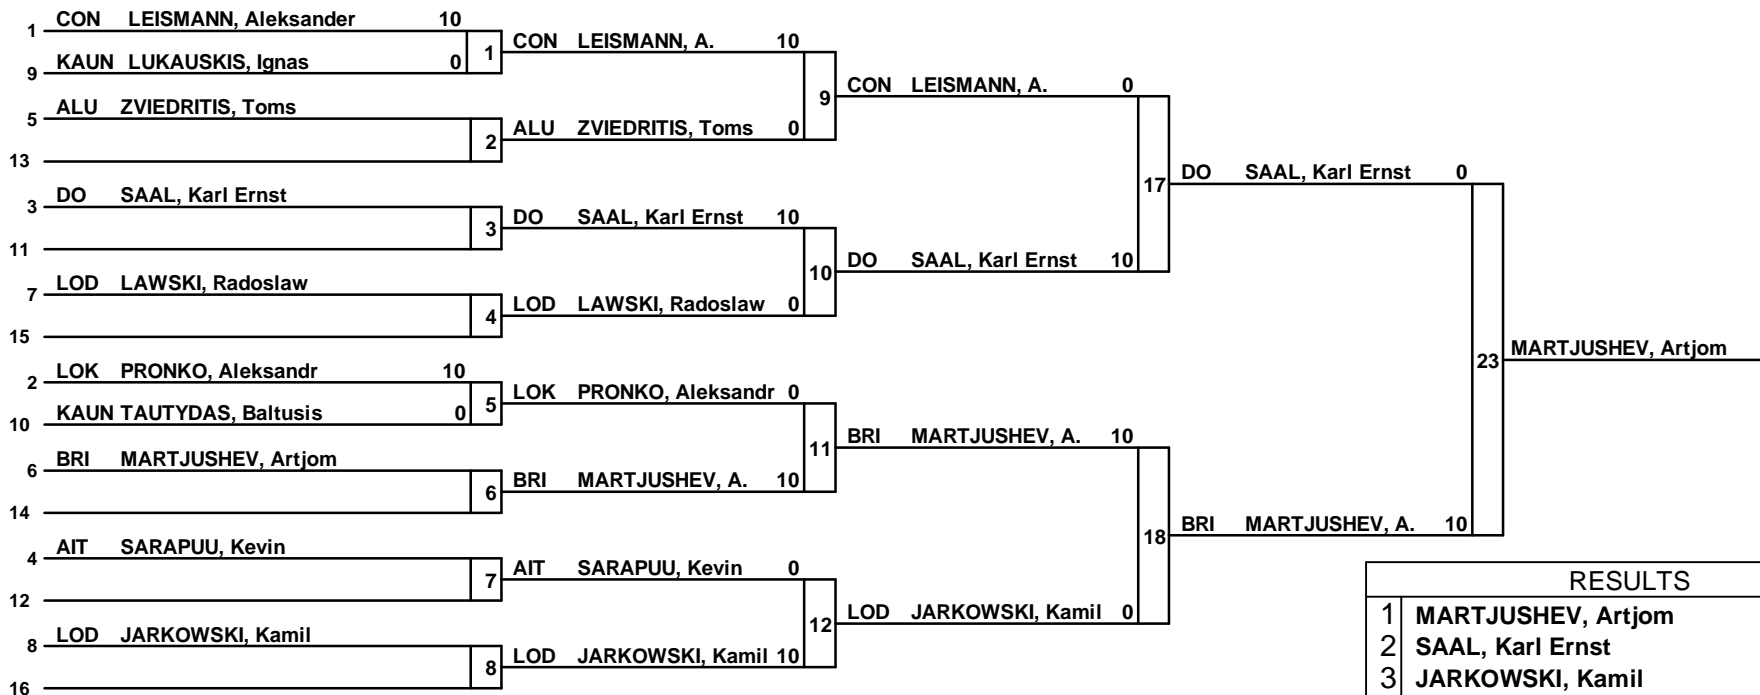 1 CON LEISMANN, Aleksander 10
9 KAUN LUKAUSKIS, Ignas 0
1
5 ALU ZVIEDRITIS, Toms
13
2
3 DO SAAL, Karl Ernst
11
3
7 LOD LAWSKI, Radoslaw
15
4
2 LOK PRONKO, Aleksandr 10
10 KAUN TAUTYDAS, Baltusis 0
5
6 BRI MARTJUSHEV, Artjom
14
6
4 AIT SARAPUU, Kevin
12
7
8 LOD JARKOWSKI, Kamil
16
8
CON LEISMANN, A. 10
ALU ZVIEDRITIS, Toms 0
9
DO SAAL, Karl Ernst 10
LOD LAWSKI, Radoslaw 0
10
LOK PRONKO, Aleksandr 0
BRI MARTJUSHEV, A. 10
11
AIT SARAPUU, Kevin 0
LOD JARKOWSKI, Kamil 10
12
CON LEISMANN, A. 0
DO SAAL, Karl Ernst 10
17
BRI MARTJUSHEV, A. 10
LOD JARKOWSKI, Kamil 0
18
DO SAAL, Karl Ernst 0
BRI MARTJUSHEV, A. 10
23
MARTJUSHEV, Artjom
RESULTS
1 MARTJUSHEV, Artjom
2 SAAL, Karl Ernst
3 JARKOWSKI, Kamil